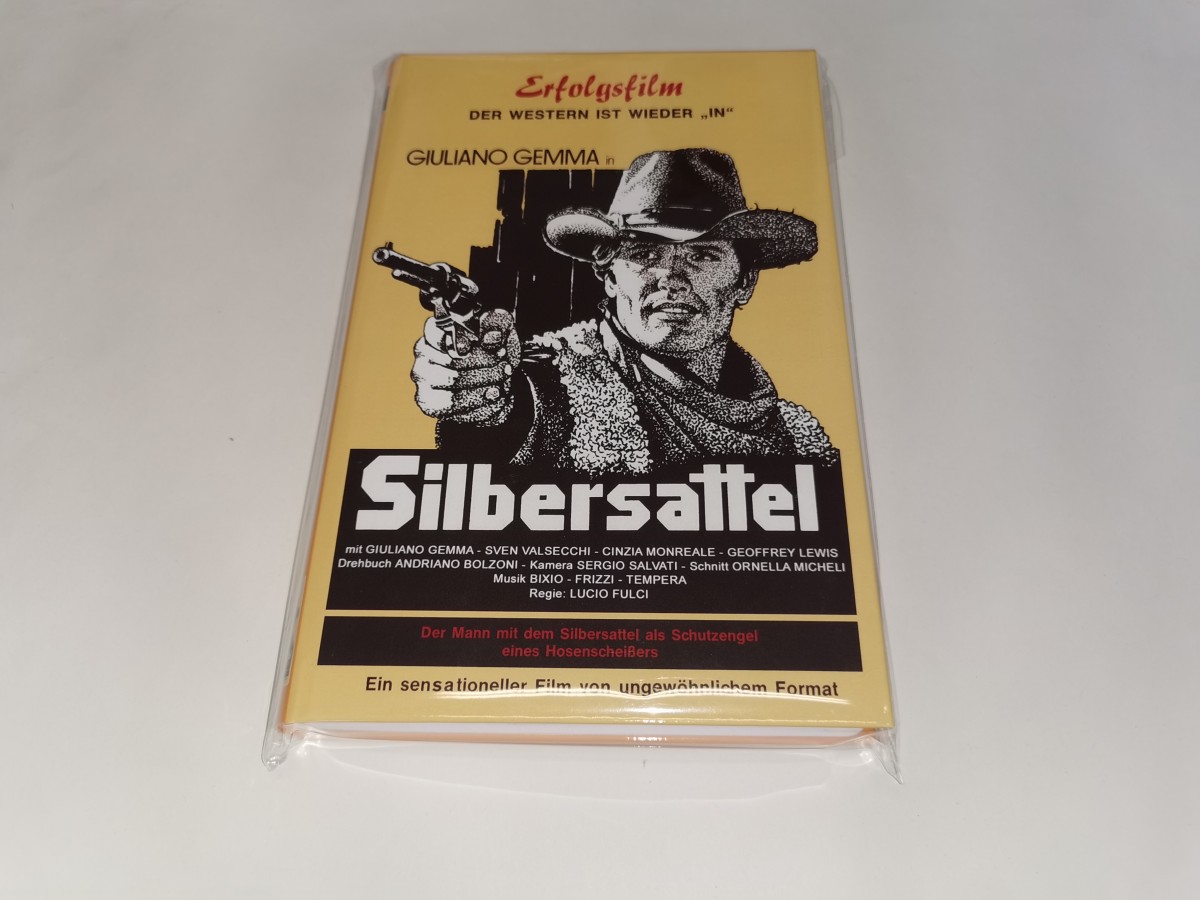 Erfolgsfilm
DER WESTERN IST WIEDER „IN“
GIULIANO GEMMA in
Silbersattel
mit GIULIANO GEMMA - SVEN VALSECCHI - CINZIA MONREALE - GEOFFREY LEWIS
Drehbuch ANDRIANO BOLZONI - Kamera SERGIO SALVATI - Schnitt ORNELLA MICHELI
Musik BIXIO - FRIZZI - TEMPERA
Regie: LUCIO FULCI
Der Mann mit dem Silbersattel als Schutzengel
eines Hosenscheißers
Ein sensationeller Film von ungewöhnlichem Format